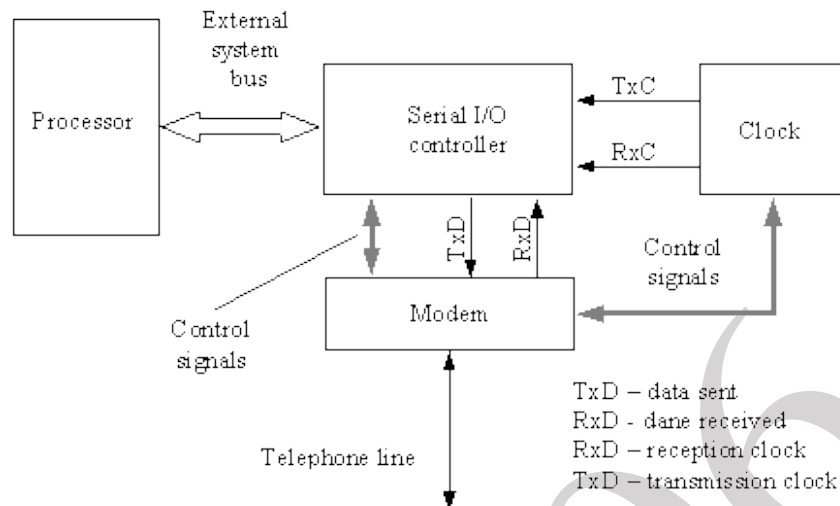 External
system
bus
Processor
Serial I/O
controller
TxC
RxC
Clock
TxD
RxD
Control
signals
Modem
Control
signals
Telephone line
TxD – data sent
RxD - dane received
RxD – reception clock
TxD – transmission clock